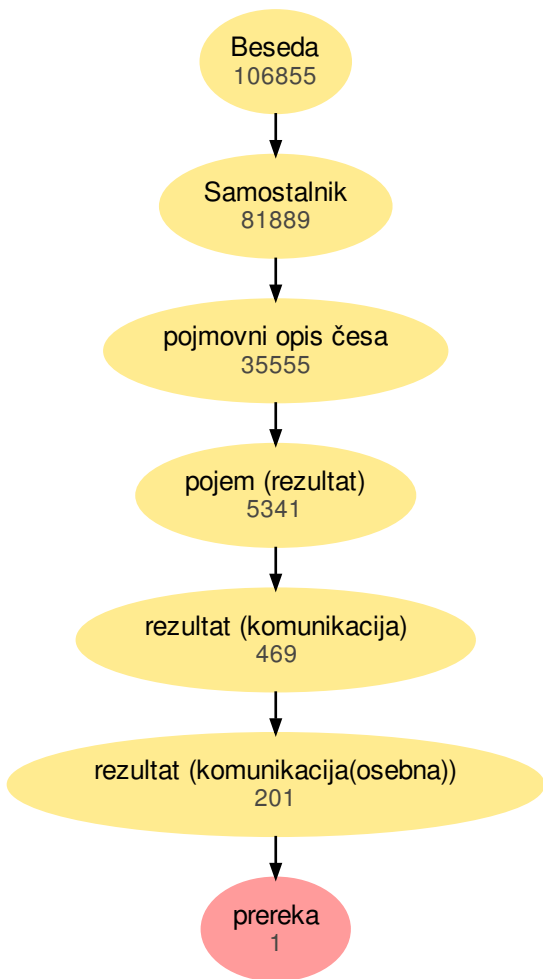 Beseda
106855
Samostalnik
81889
pojmovni opis česa
35555
pojem (rezultat)
5341
rezultat (komunikacija)
469
rezultat (komunikacija(osebna))
201
prereka
1